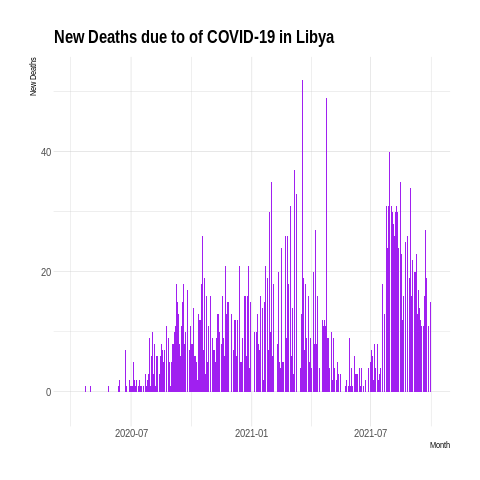 New Deaths due to of COVID-19 in Libya
New Deaths
40
20
0
2020-07
2021-01
2021-07
Month